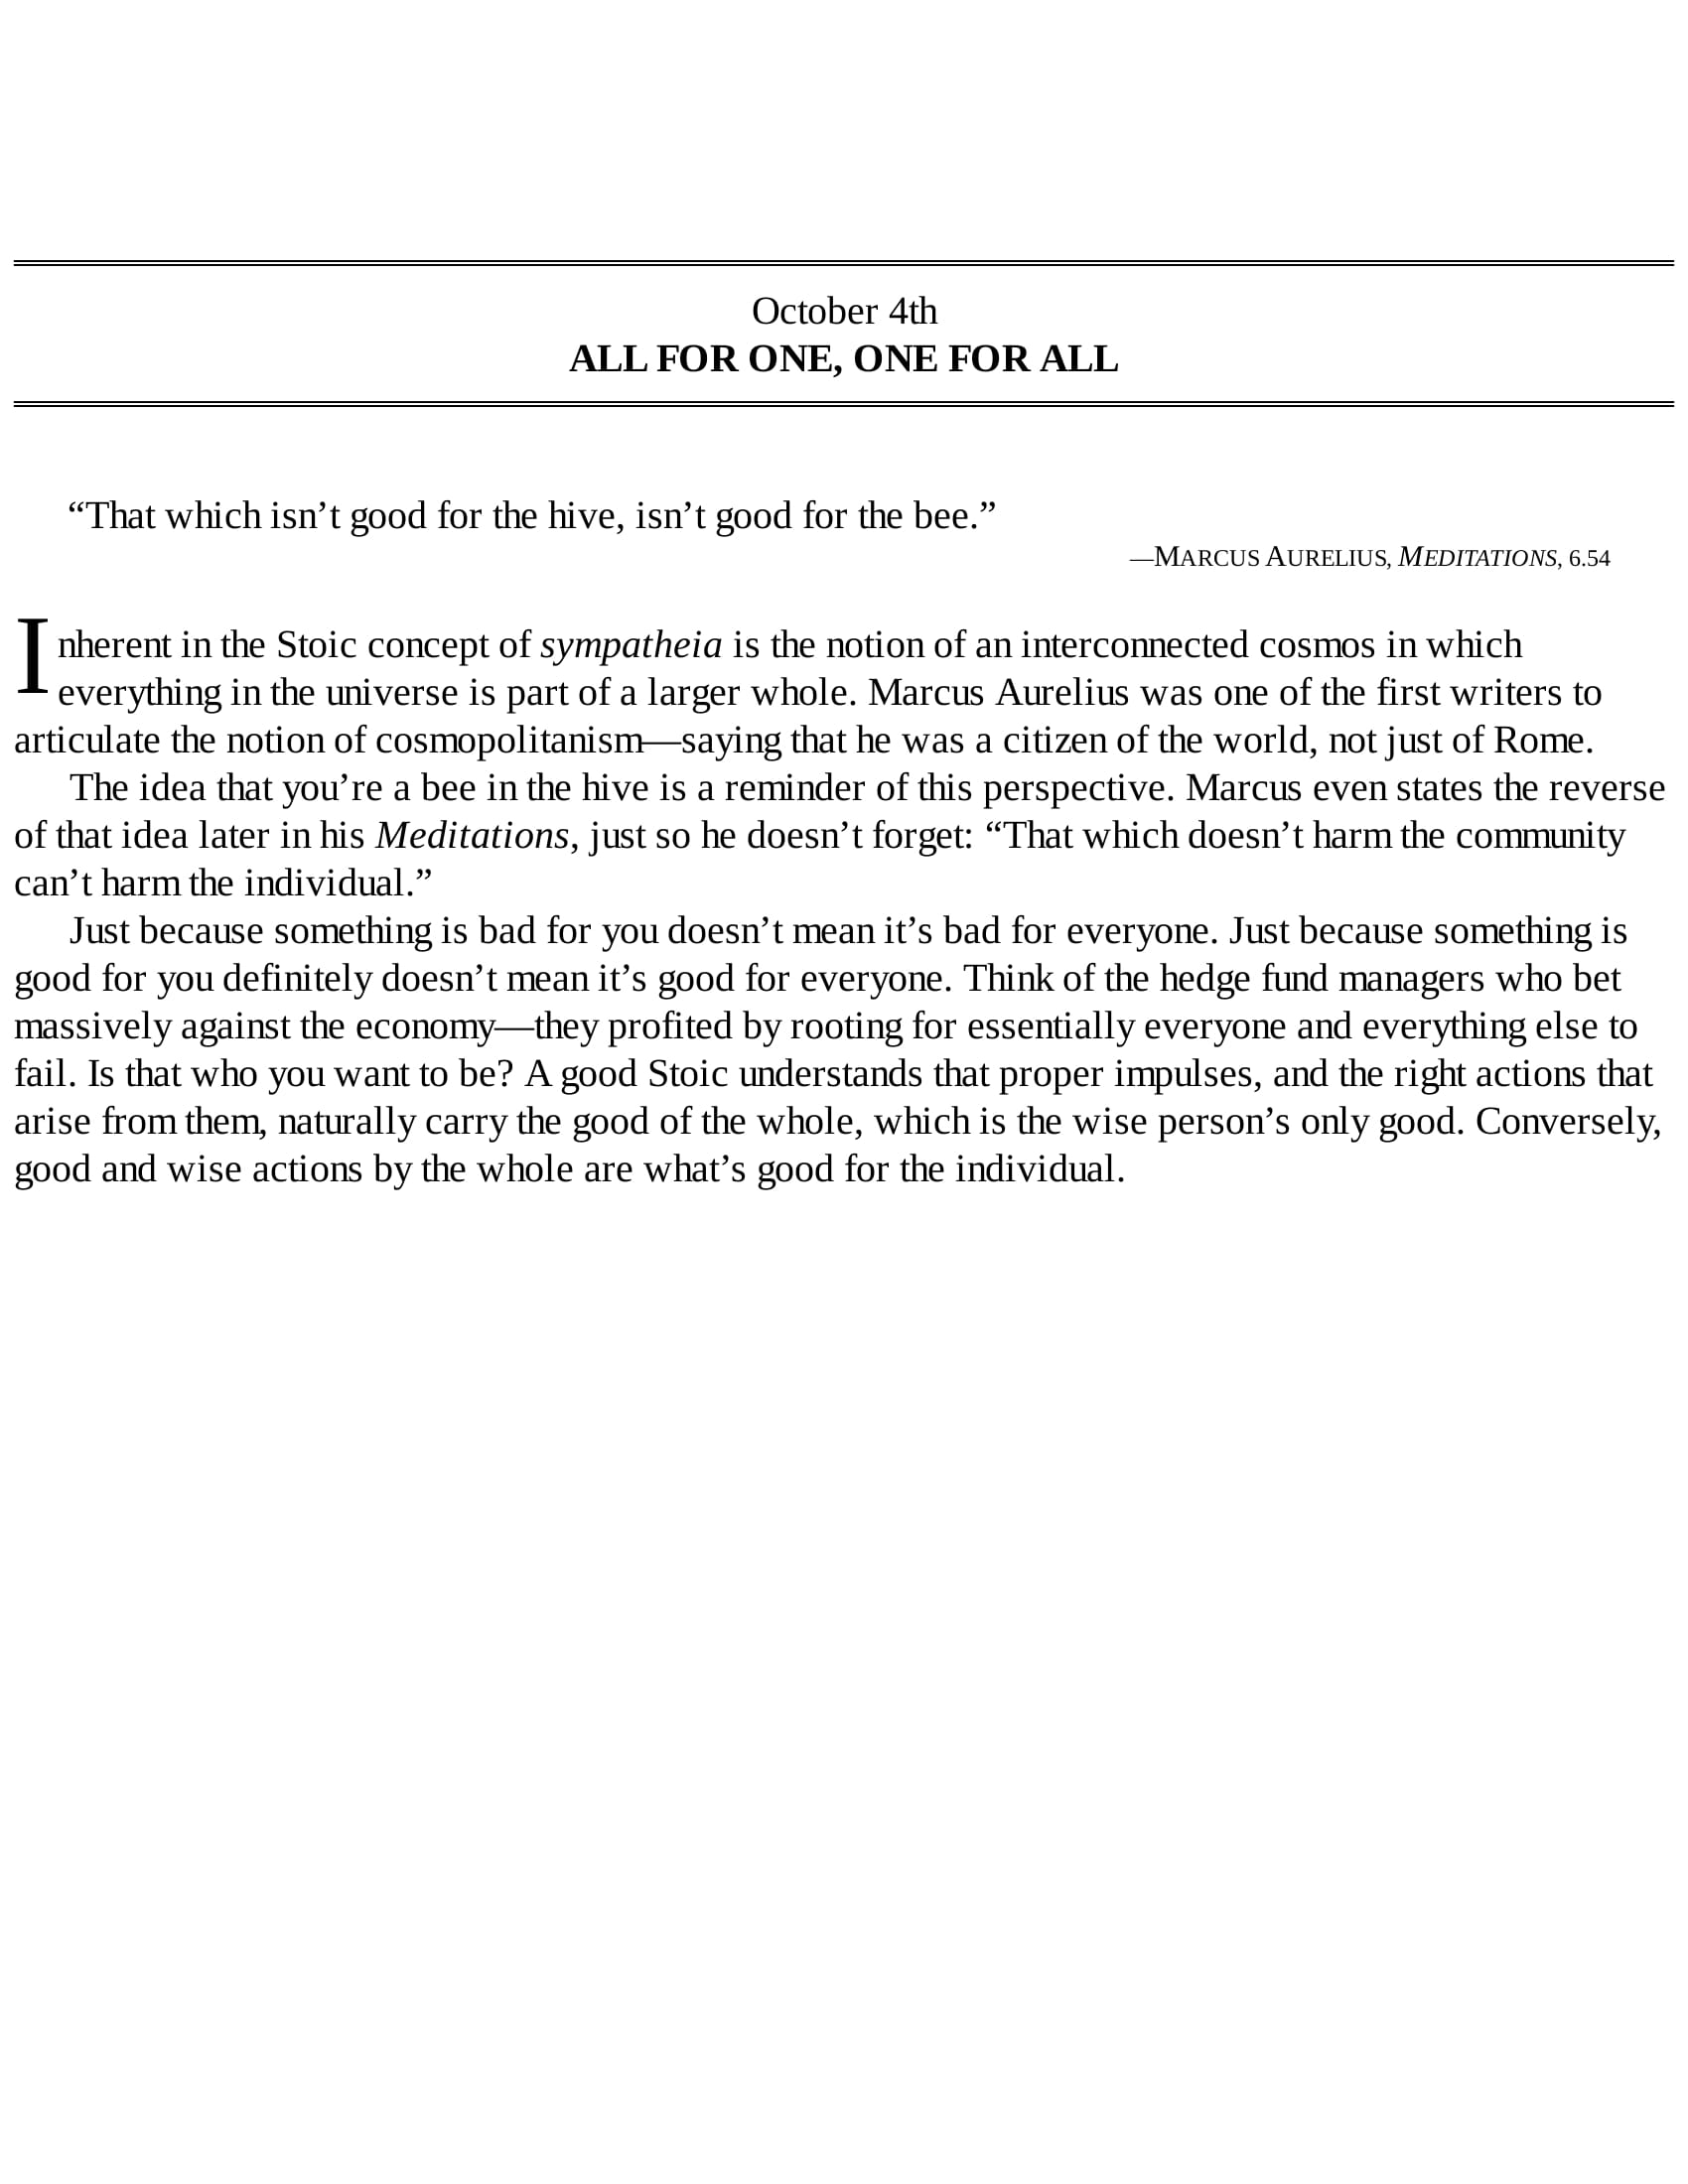 October 4th
ALL FOR ONE, ONE FOR ALL
“That which isn’t good for the hive, isn’t good for the bee.”
—MARCUS AURELIUS, MEDITATIONS, 6.54
Inherent in the Stoic concept of sympatheia is the notion of an interconnected cosmos in which
everything in the universe is part of a larger whole. Marcus Aurelius was one of the first writers to
articulate the notion of cosmopolitanism—saying that he was a citizen of the world, not just of Rome.
The idea that you’re a bee in the hive is a reminder of this perspective. Marcus even states the reverse
of that idea later in his Meditations, just so he doesn’t forget: “That which doesn’t harm the community
can’t harm the individual.”
Just because something is bad for you doesn’t mean it’s bad for everyone. Just because something is
good for you definitely doesn’t mean it’s good for everyone. Think of the hedge fund managers who bet
massively against the economy—they profited by rooting for essentially everyone and everything else to
fail. Is that who you want to be? A good Stoic understands that proper impulses, and the right actions that
arise from them, naturally carry the good of the whole, which is the wise person’s only good. Conversely,
good and wise actions by the whole are what’s good for the individual.